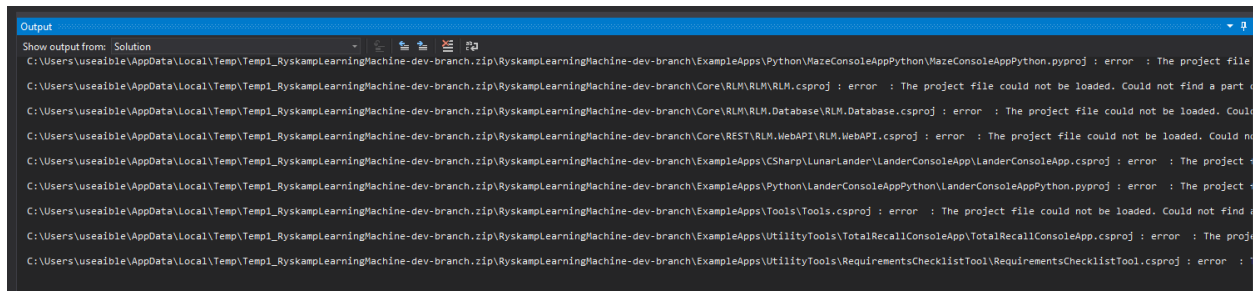 Output
Show output from: Solution
C:\Users\useaible\AppData\Local\Temp\Temp1_RyskampLearningMachine-dev-branch.zip\RyskampLearningMachine-dev-branch\ExampleApps\Python\MazeConsoleAppPython\MazeConsoleAppPython.pyproj : error  : The project file
C:\Users\useaible\AppData\Local\Temp\Temp1_RyskampLearningMachine-dev-branch.zip\RyskampLearningMachine-dev-branch\Core\RLM\RLM\RLM.csproj : error  : The project file could not be loaded. Could not find a part
C:\Users\useaible\AppData\Local\Temp\Temp1_RyskampLearningMachine-dev-branch.zip\RyskampLearningMachine-dev-branch\Core\RLM\RLM.Database\RLM.Database.csproj : error  : The project file could not be loaded.
C:\Users\useaible\AppData\Local\Temp\Temp1_RyskampLearningMachine-dev-branch.zip\RyskampLearningMachine-dev-branch\Core\REST\RLM.WebAPI\RLM.WebAPI.csproj : error  : The project file could not be loaded. Could
C:\Users\useaible\AppData\Local\Temp\Temp1_RyskampLearningMachine-dev-branch.zip\RyskampLearningMachine-dev-branch\ExampleApps\CSharp\LunarLander\LanderConsoleApp\LanderConsoleApp.csproj : error  : The project
C:\Users\useaible\AppData\Local\Temp\Temp1_RyskampLearningMachine-dev-branch.zip\RyskampLearningMachine-dev-branch\ExampleApps\Python\LanderConsoleAppPython\LanderConsoleAppPython.pyproj : error  : The project
C:\Users\useaible\AppData\Local\Temp\Temp1_RyskampLearningMachine-dev-branch.zip\RyskampLearningMachine-dev-branch\ExampleApps\Tools\Tools.csproj : error  : The project file could not be loaded. Could not find
C:\Users\useaible\AppData\Local\Temp\Temp1_RyskampLearningMachine-dev-branch.zip\RyskampLearningMachine-dev-branch\ExampleApps\UtilityTools\TotalRecallConsoleApp\TotalRecallConsoleApp.csproj : error  : The
C:\Users\useaible\AppData\Local\Temp\Temp1_RyskampLearningMachine-dev-branch.zip\RyskampLearningMachine-dev-branch\ExampleApps\UtilityTools\RequirementsChecklistTool\RequirementsChecklistTool.csproj : error  :